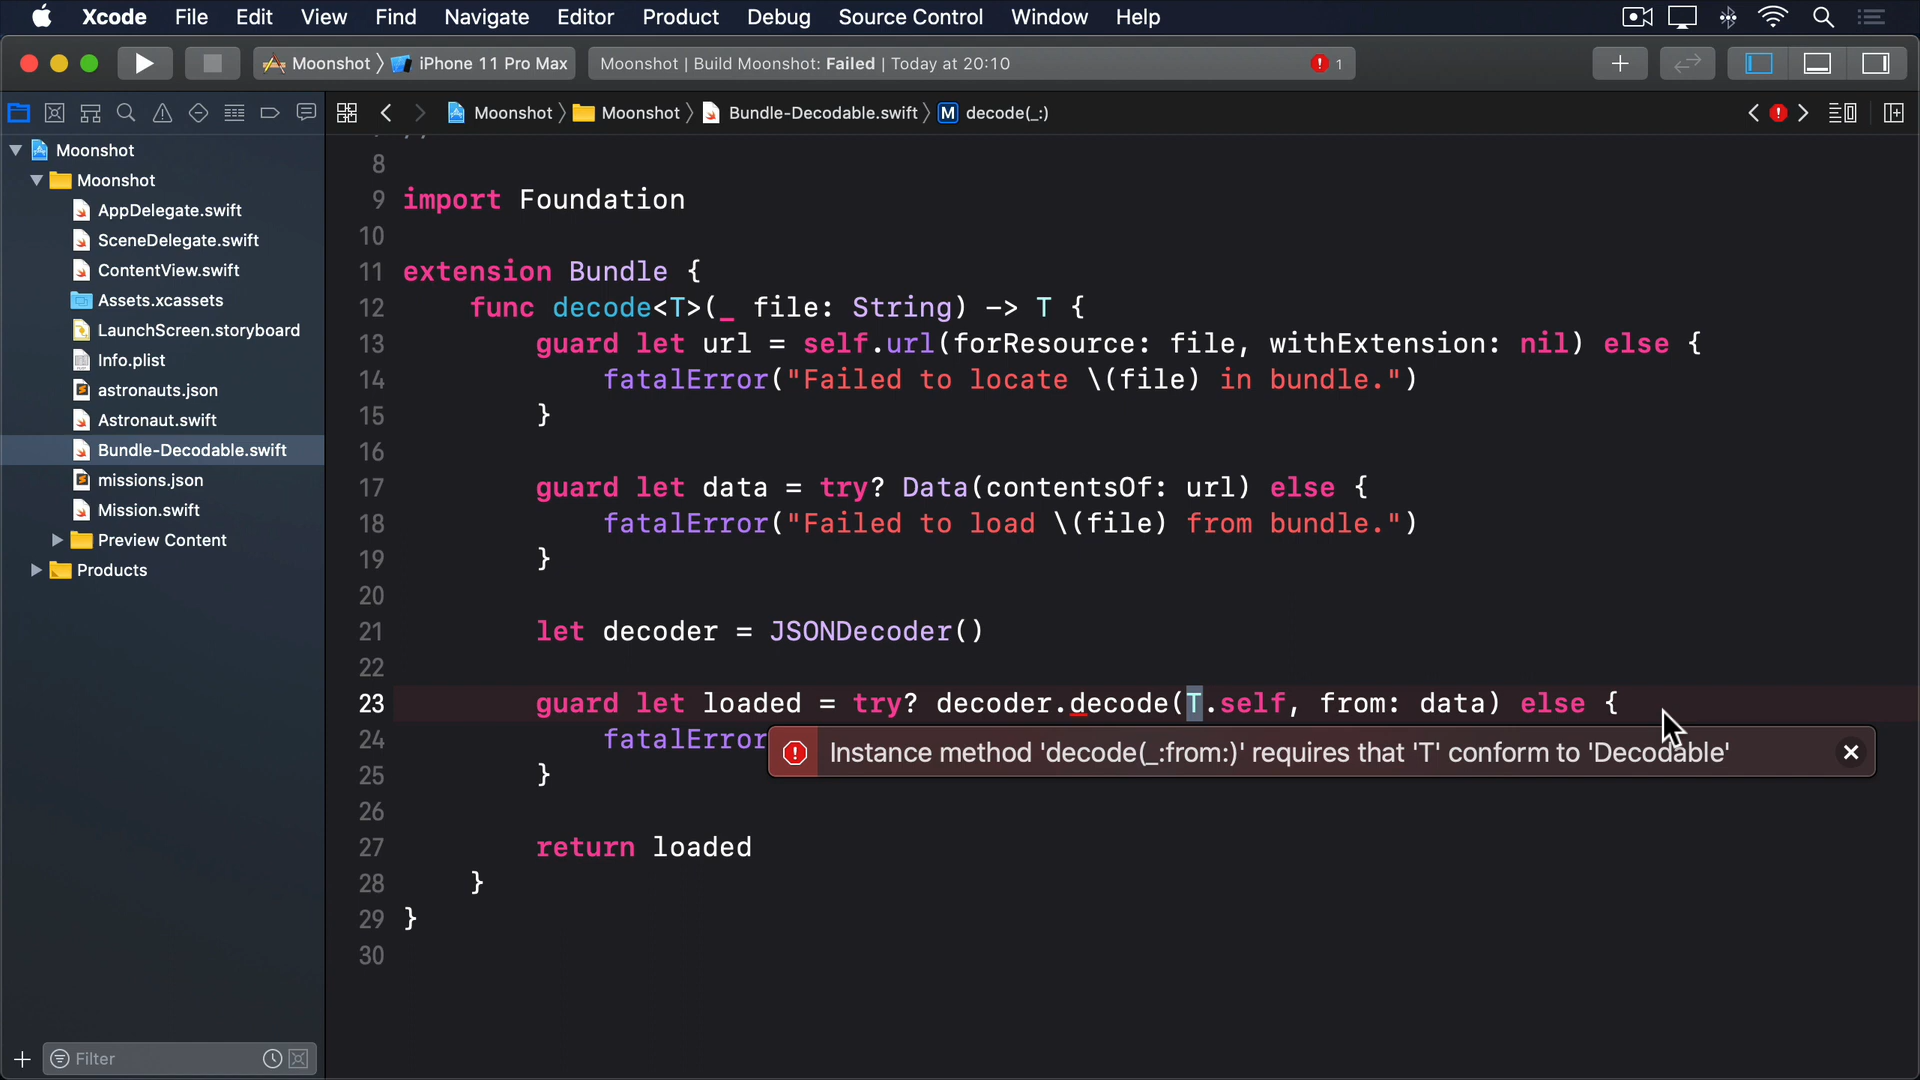 Xcode File Edit View Find Navigate Editor Product Debug Source Control Window Help
Moonshot iPhone 11 Pro Max Moonshot | Build Moonshot: Failed | Today at 20:10 1
Moonshot Moonshot Bundle-Decodable.swift M decode(_:)
Moonshot
Moonshot
AppDelegate.swift
SceneDelegate.swift
ContentView.swift
Assets.xcassets
LaunchScreen.storyboard
Info.plist
astronauts.json
Astronaut.swift
Bundle-Decodable.swift
missions.json
Mission.swift
Preview Content
Products
Filter
8
9 import Foundation
10
11 extension Bundle {
12 func decode<T>(_ file: String) -> T {
13 guard let url = self.url(forResource: file, withExtension: nil) else {
14 fatalError("Failed to locate \(file) in bundle.")
15 }
16
17 guard let data = try? Data(contentsOf: url) else {
18 fatalError("Failed to load \(file) from bundle.")
19 }
20
21 let decoder = JSONDecoder()
22
23 guard let loaded = try? decoder.decode(T.self, from: data) else {
24 fatalError
Instance method 'decode(_:from:)' requires that 'T' conform to 'Decodable'
25 }
26
27 return loaded
28 }
29 }
30